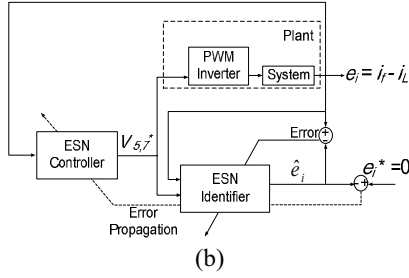 Plant
PWM
Inverter
System
eᵢ = i_f - i_L
ESN
Controller
V₅,₇*
Error
ESN
Identifier
êᵢ
eᵢ* =0
Error
Propagation
(b)